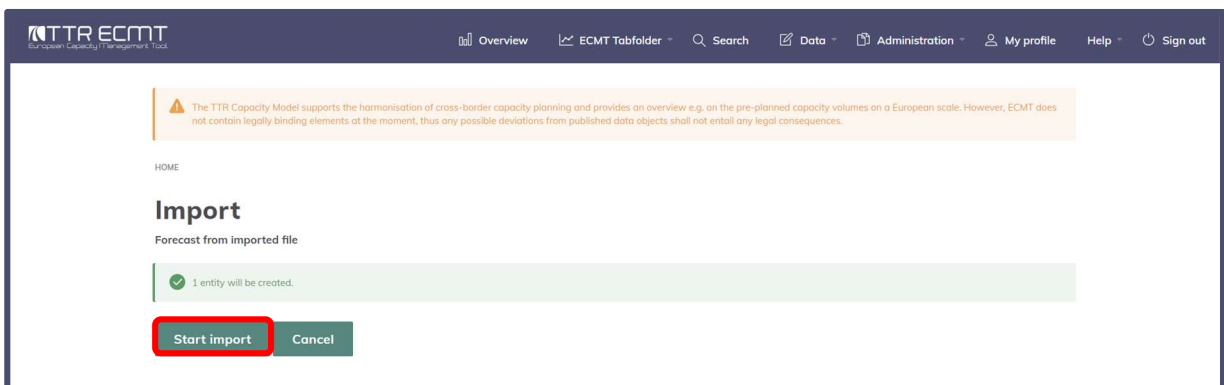 TTR ECMT
European Capacity Management Tool
Overview ECMT Tabfolder Search Data Administration My profile Help Sign out
The TTR Capacity Model supports the harmonisation of cross-border capacity planning and provides an overview e.g. on the pre-planned capacity volumes on a European scale. However, ECMT does
not contain legally binding elements at the moment, thus any possible deviations from published data objects shall not entail any legal consequences.
HOME
Import
Forecast from imported file
1 entity will be created.
Start import Cancel